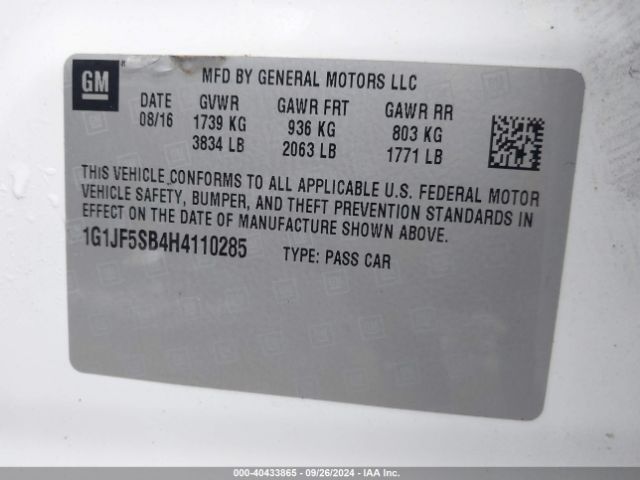 GM
MFD BY GENERAL MOTORS LLC
DATE GVWR GAWR FRT GAWR RR
08/16 1739 KG 936 KG 803 KG
3834 LB 2063 LB 1771 LB
THIS VEHICLE CONFORMS TO ALL APPLICABLE U.S. FEDERAL MOTOR
VEHICLE SAFETY, BUMPER, AND THEFT PREVENTION STANDARDS IN
EFFECT ON THE DATE OF MANUFACTURE SHOWN ABOVE.
1G1JF5SB4H4110285 TYPE: PASS CAR
000-40433865 - 09/26/2024 - IAAI.COM